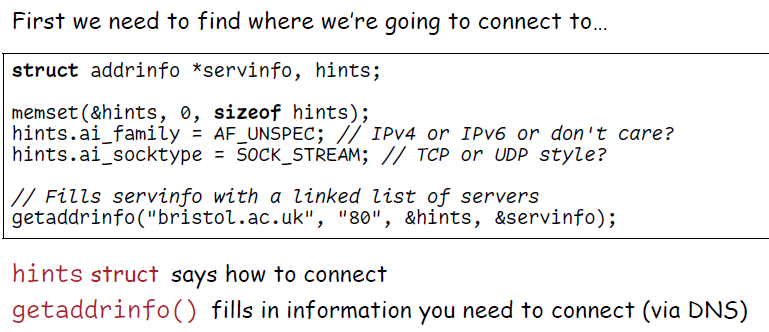 First we need to find where we're going to connect to…
struct addrinfo *servinfo, hints;
memset(&hints, 0, sizeof hints);
hints.ai_family = AF_UNSPEC; // IPv4 or IPv6 or don't care?
hints.ai_socktype = SOCK_STREAM; // TCP or UDP style?
// Fills servinfo with a linked list of servers
getaddrinfo("bristol.ac.uk", "80", &hints, &servinfo);
hints struct says how to connect
getaddrinfo() fills in information you need to connect (via DNS)